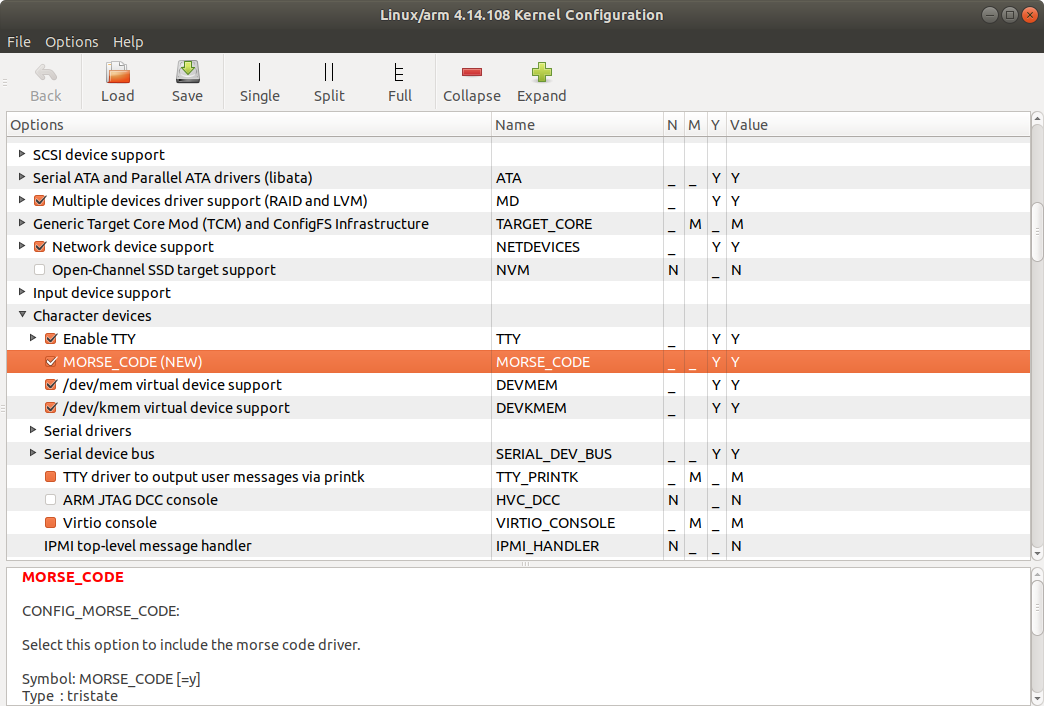 Linux/arm 4.14.108 Kernel Configuration
File Options Help
Back Load Save Single Split Full Collapse Expand
Options Name N M Y Value
SCSI device support
Serial ATA and Parallel ATA drivers (libata) ATA _ _ Y Y
Multiple devices driver support (RAID and LVM) MD _ Y Y
Generic Target Core Mod (TCM) and ConfigFS Infrastructure TARGET_CORE _ M _ M
Network device support NETDEVICES _ Y Y
Open-Channel SSD target support NVM N _ N
Input device support
Character devices
Enable TTY TTY _ Y Y
MORSE_CODE (NEW) MORSE_CODE _ _ Y Y
/dev/mem virtual device support DEVMEM _ Y Y
/dev/kmem virtual device support DEVKMEM _ Y Y
Serial drivers
Serial device bus SERIAL_DEV_BUS _ _ Y Y
TTY driver to output user messages via printk TTY_PRINTK _ M _ M
ARM JTAG DCC console HVC_DCC N _ N
Virtio console VIRTIO_CONSOLE _ M _ M
IPMI top-level message handler IPMI_HANDLER N _ _ N
MORSE_CODE
CONFIG_MORSE_CODE:
Select this option to include the morse code driver.
Symbol: MORSE_CODE [=y]
Type : tristate